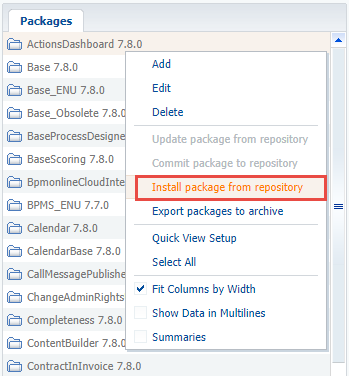 Packages
ActionsDashboard 7.8.0
Base 7.8.0
Base_ENU 7.8.0
Base_Obsolete 7.8.0
BaseProcessDesigne
BaseScoring 7.8.0
BpmonlineCloudInte
BPMS_ENU 7.7.0
Calendar 7.8.0
CalendarBase 7.8.0
CallMessagePublishe
ChangeAdminRights
Completeness 7.8.0
ContentBuilder 7.8.0
ContractInInvoice 7.8.0
Add
Edit
Delete
Update package from repository
Commit package to repository
Install package from repository
Export packages to archive
Quick View Setup
Select All
Fit Columns by Width
Show Data in Multilines
Summaries